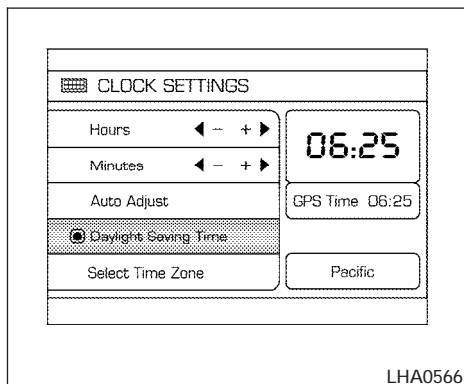 CLOCK SETTINGS
Hours - +
Minutes - +
Auto Adjust
Daylight Saving Time
Select Time Zone
06:25
GPS Time 06:25
Pacific
LHA0566